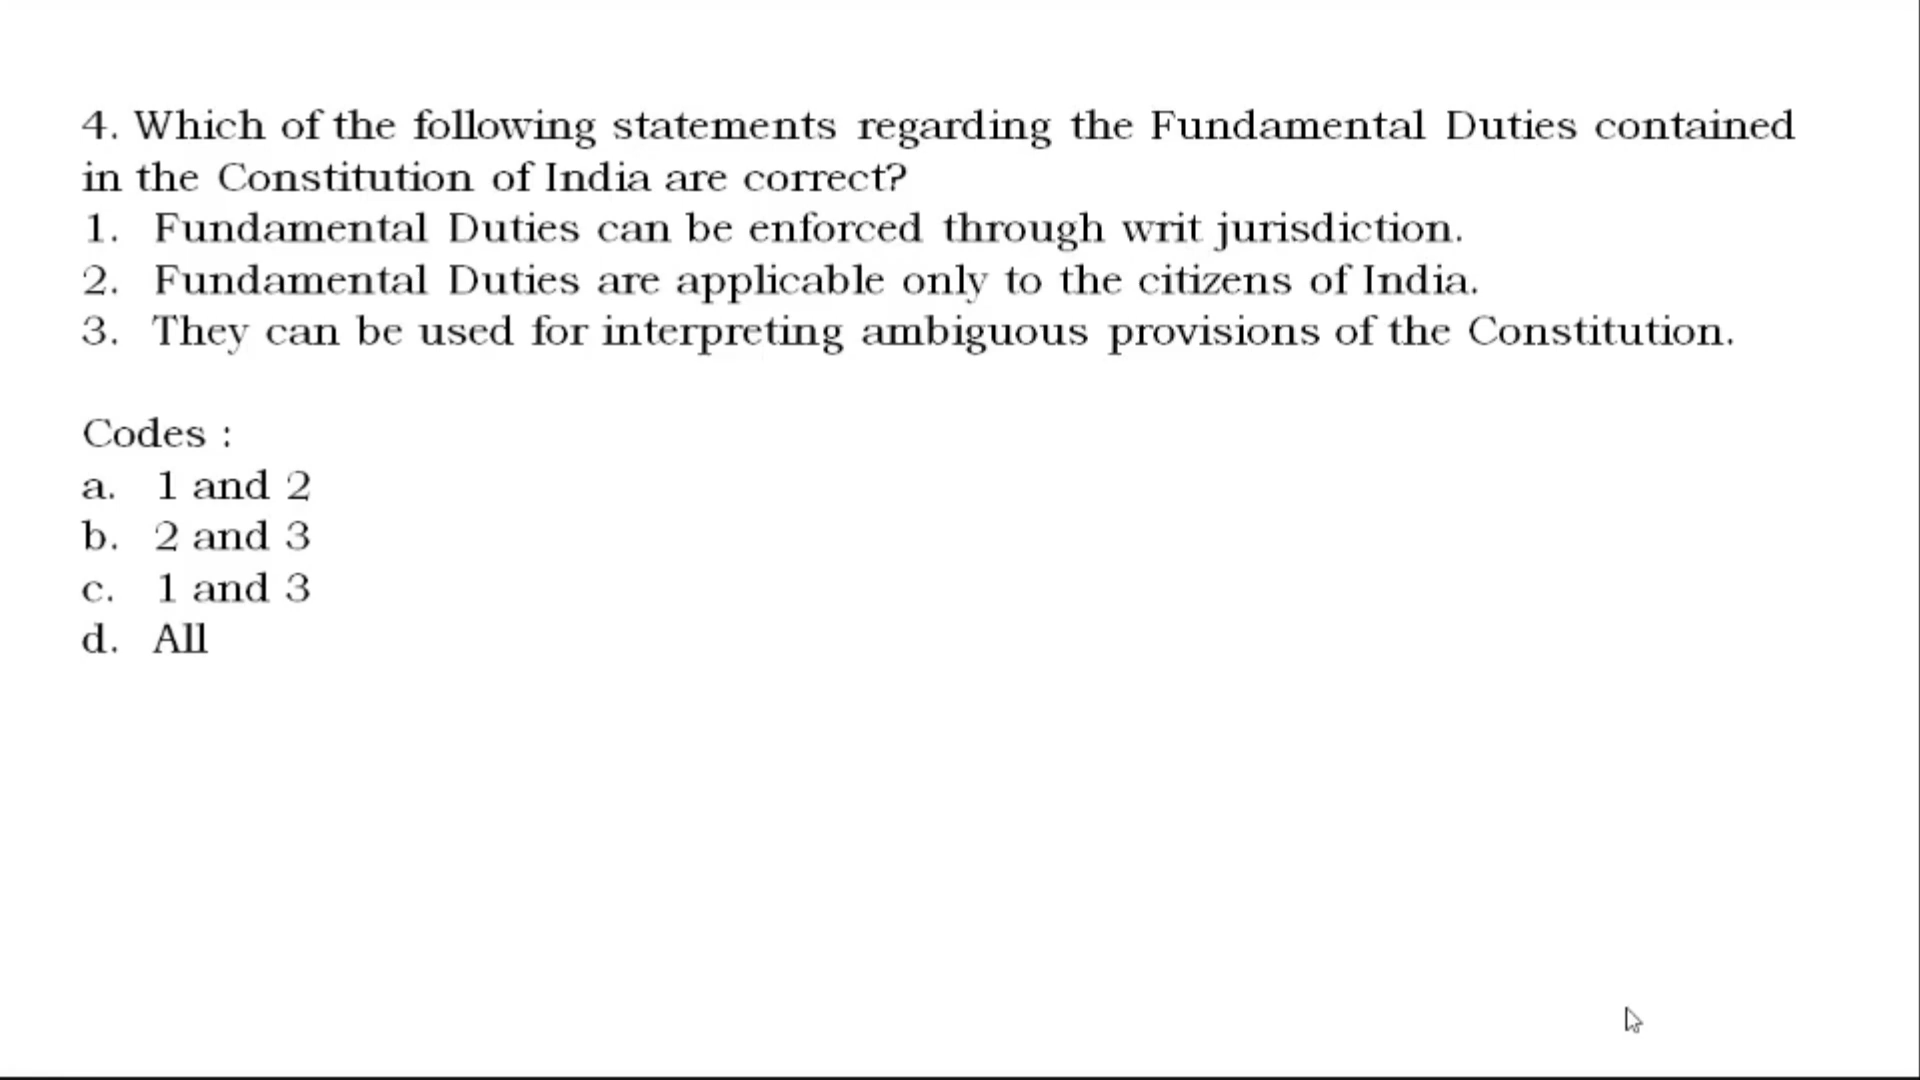 4. Which of the following statements regarding the Fundamental Duties contained
in the Constitution of India are correct?
1. Fundamental Duties can be enforced through writ jurisdiction.
2. Fundamental Duties are applicable only to the citizens of India.
3. They can be used for interpreting ambiguous provisions of the Constitution.
Codes :
a. 1 and 2
b. 2 and 3
c. 1 and 3
d. All